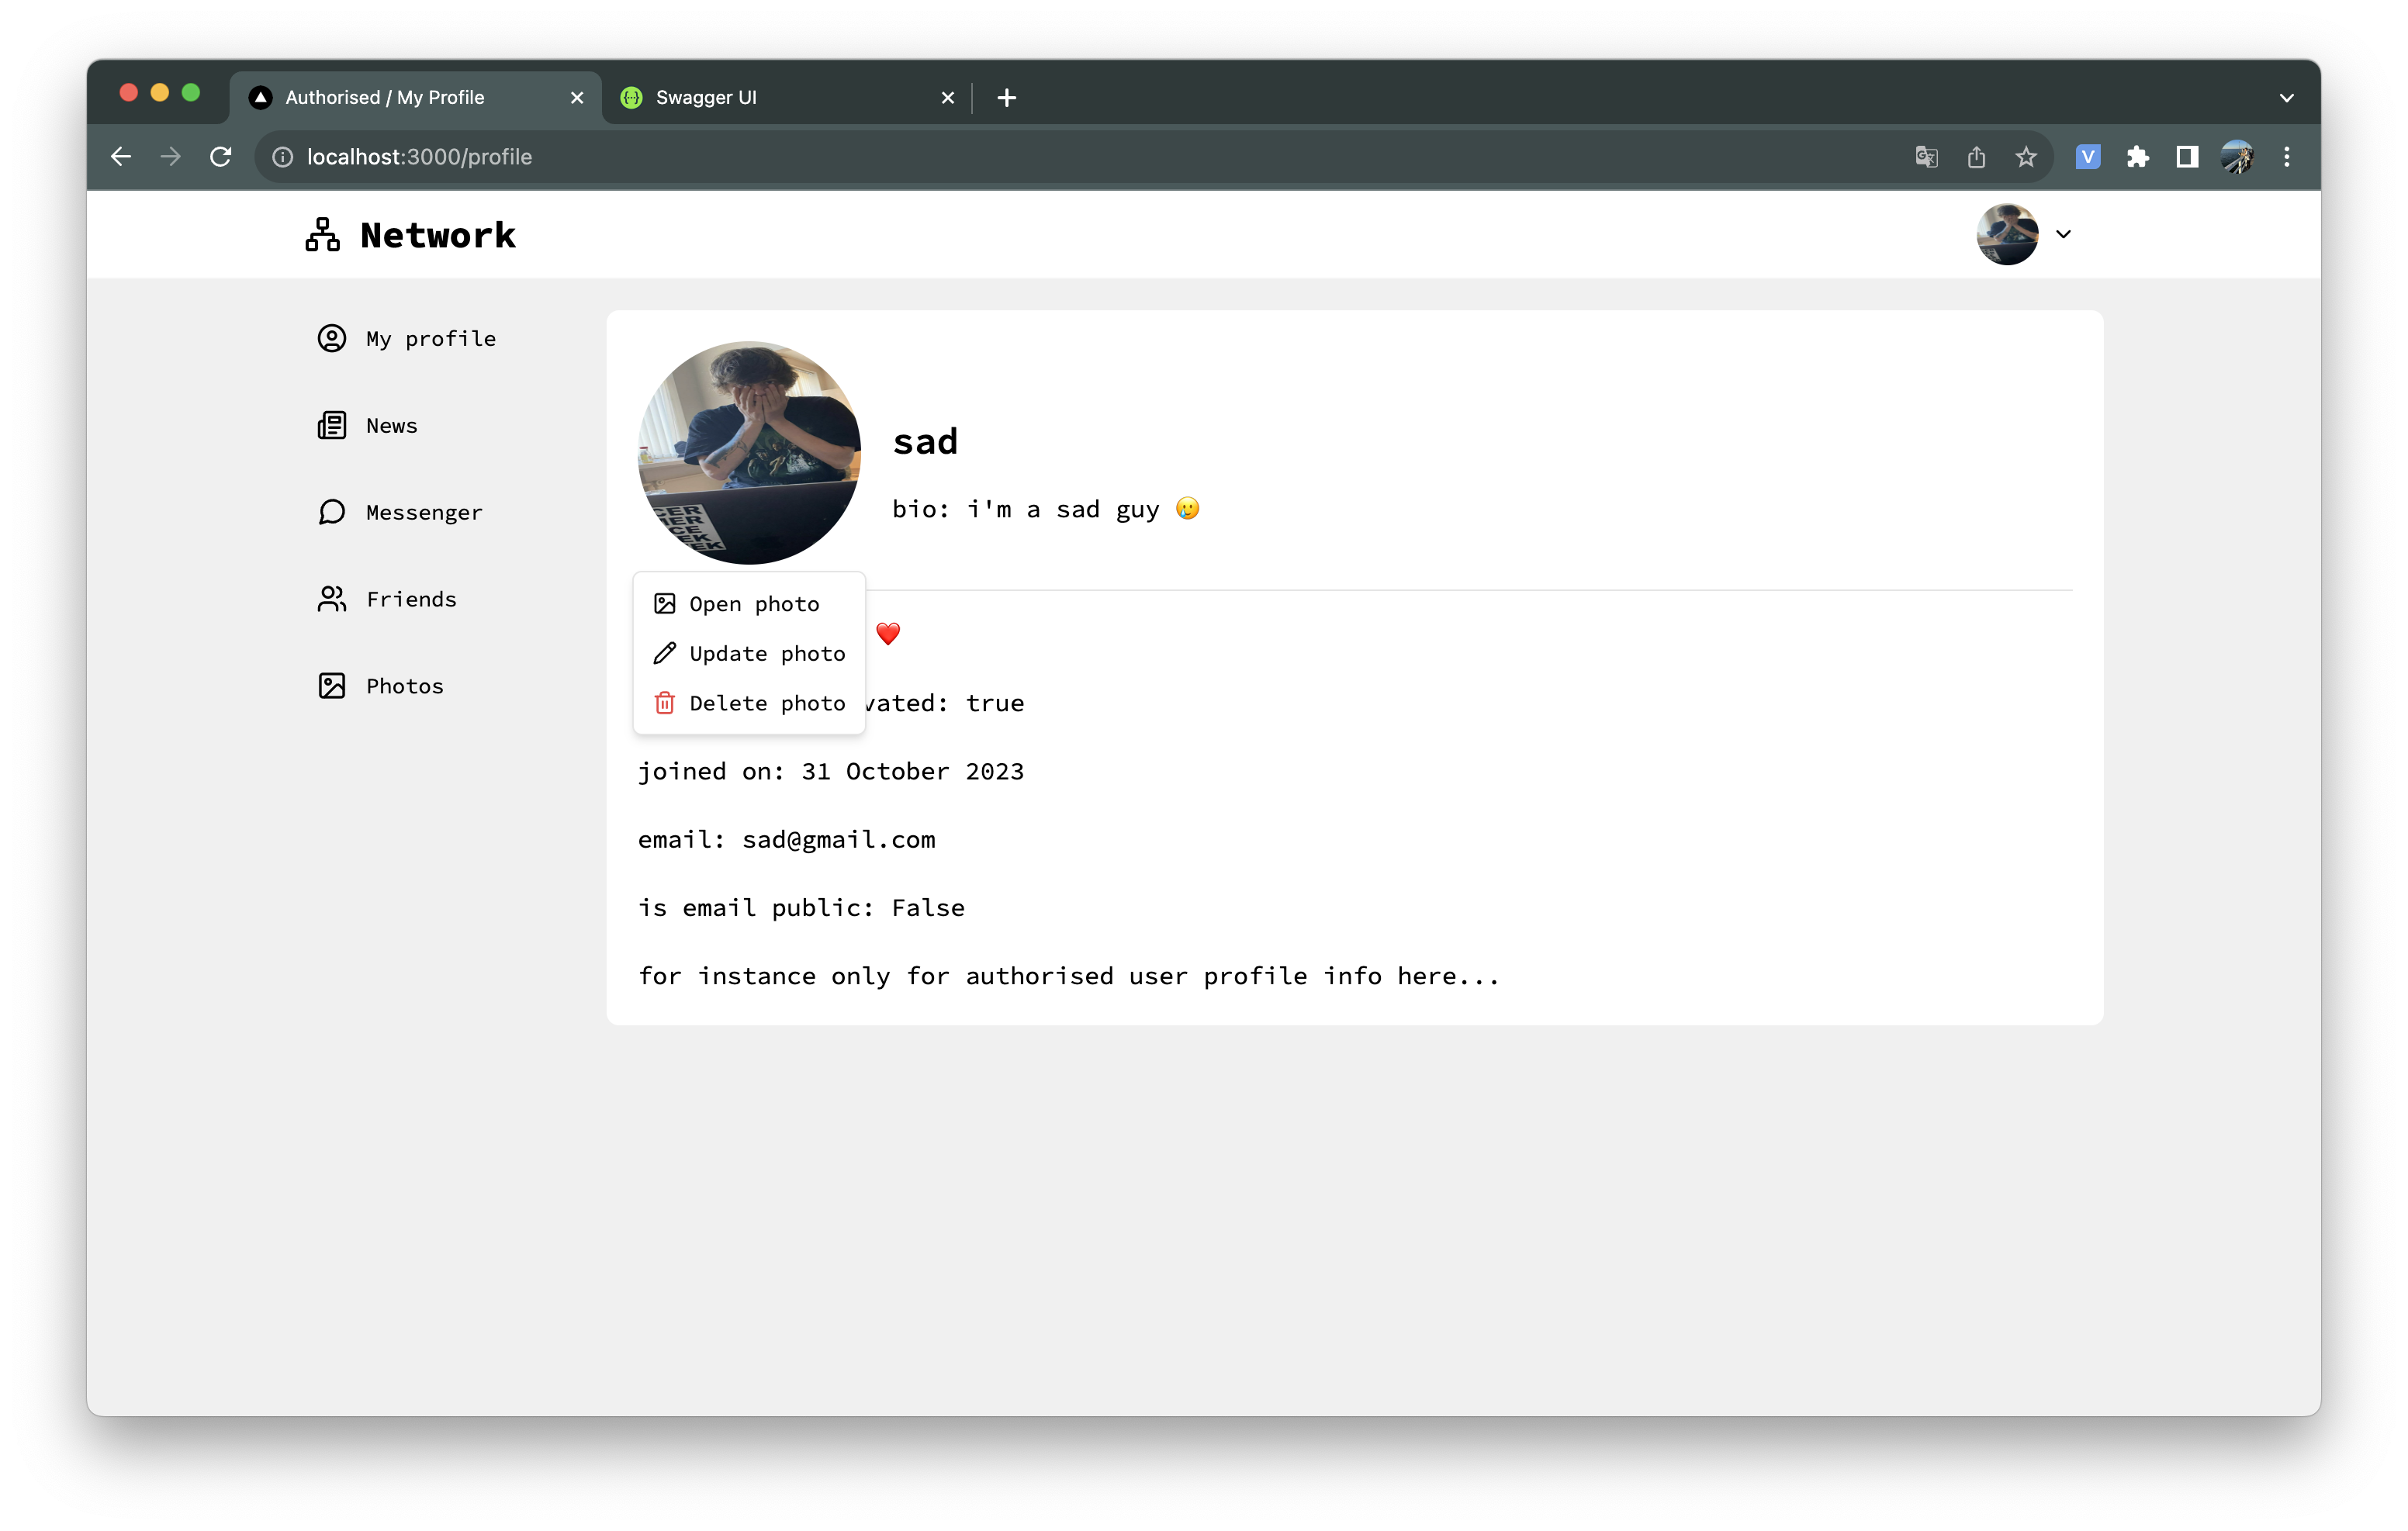 Authorised / My Profile
Swagger UI
localhost:3000/profile
V
Network
My profile
News
Messenger
Friends
Photos
sad
bio: i'm a sad guy 🥲
Open photo
❤️
Update photo
Delete photo
vated: true
joined on: 31 October 2023
email: sad@gmail.com
is email public: False
for instance only for authorised user profile info here...